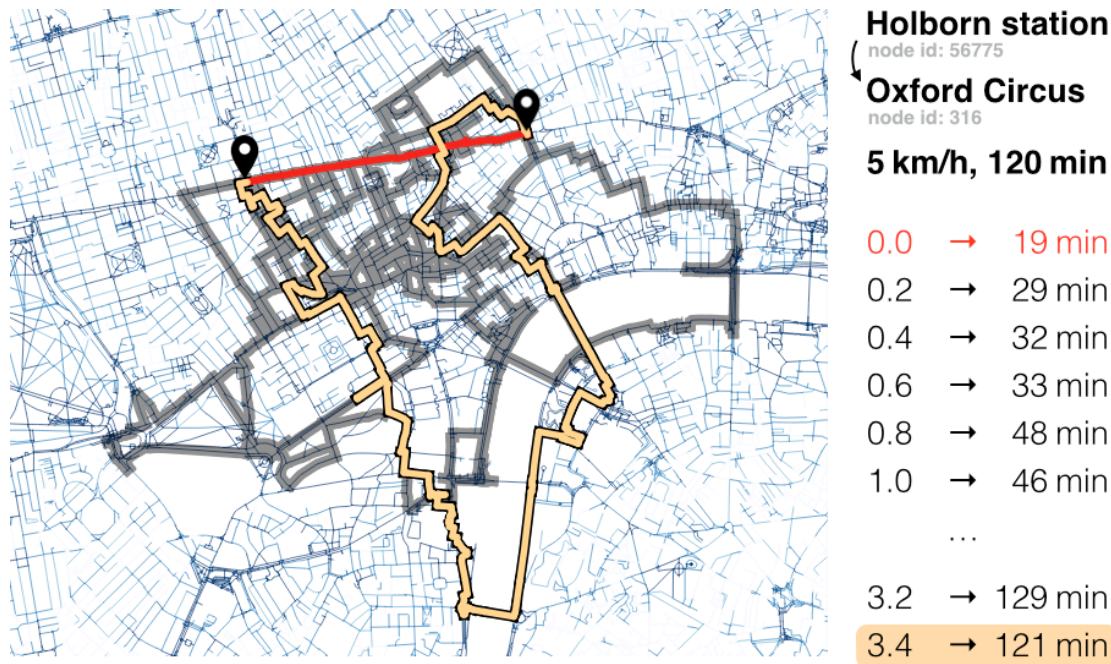 Holborn station
node id: 56775
Oxford Circus
node id: 316
5 km/h, 120 min
0.0 → 19 min
0.2 → 29 min
0.4 → 32 min
0.6 → 33 min
0.8 → 48 min
1.0 → 46 min
...
3.2 → 129 min
3.4 → 121 min